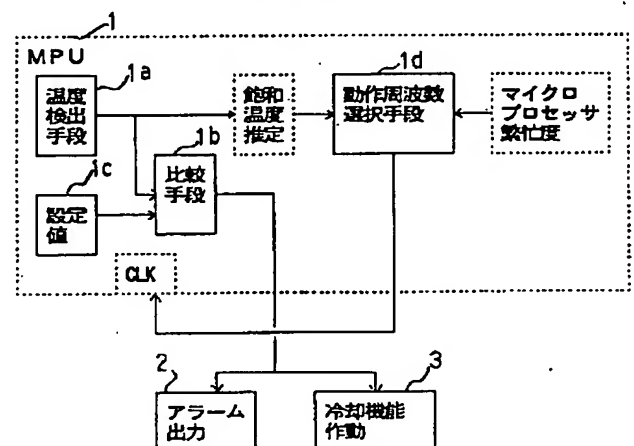 1
MPU
1a
温度
検出
手段
飽和
温度
推定
1d
動作周波数
選択手段
マイクロ
プロセッサ
繁忙度
1b
比較
手段
1c
設定
値
CLK
2
アラーム
出力
3
冷却機能
作動